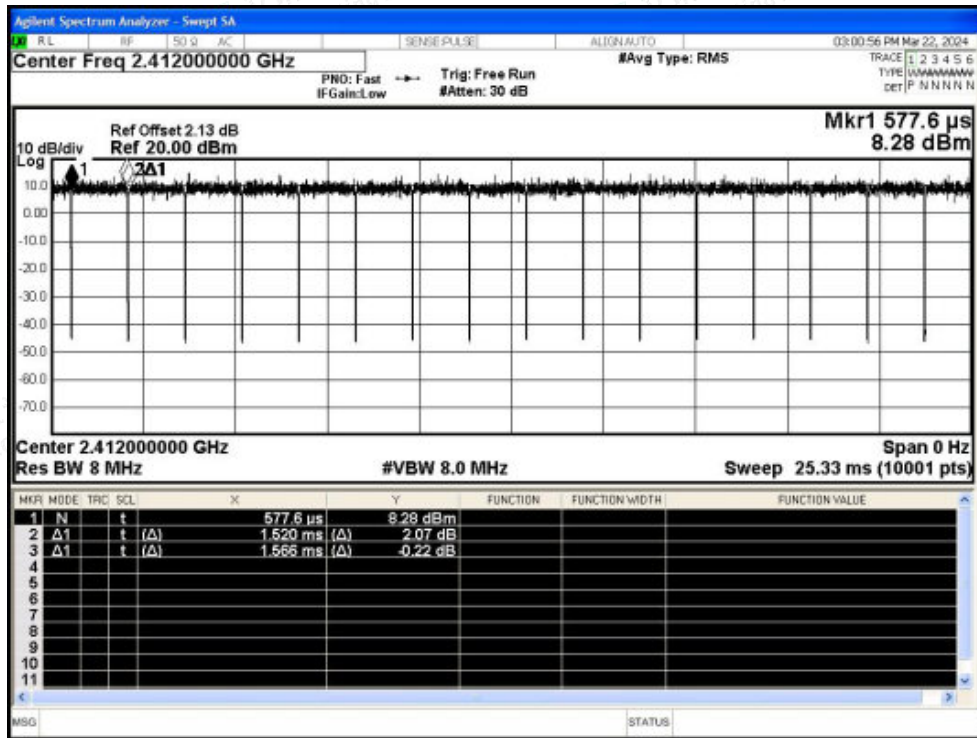 Agilent Spectrum Analyzer - Swept SA
RL RF 50 Ω AC SENSE:PULSE ALIGNAUTO 03:00:56 PM Mar 22, 2024
Center Freq 2.412000000 GHz #Avg Type: RMS TRACE 1 2 3 4 5 6
PNO: Fast Trig: Free Run TYPE
IFGain:Low #Atten: 30 dB DET P N N N N N
Mkr1 577.6 µs
Ref Offset 2.13 dB
10 dB/div Ref 20.00 dBm 8.28 dBm
Log
1 2Δ1
10.0
0.00
-10.0
-20.0
-30.0
-40.0
-50.0
-60.0
-70.0
Center 2.412000000 GHz Span 0 Hz
Res BW 8 MHz #VBW 8.0 MHz Sweep 25.33 ms (10001 pts)
MKR MODE TRC SCL X Y FUNCTION FUNCTION WIDTH FUNCTION VALUE
1 N t 577.6 µs 8.28 dBm
2 Δ1 t (Δ) 1.520 ms (Δ) 2.07 dB
3 Δ1 t (Δ) 1.566 ms (Δ) -0.22 dB
4
5
6
7
8
9
10
11
MSG STATUS